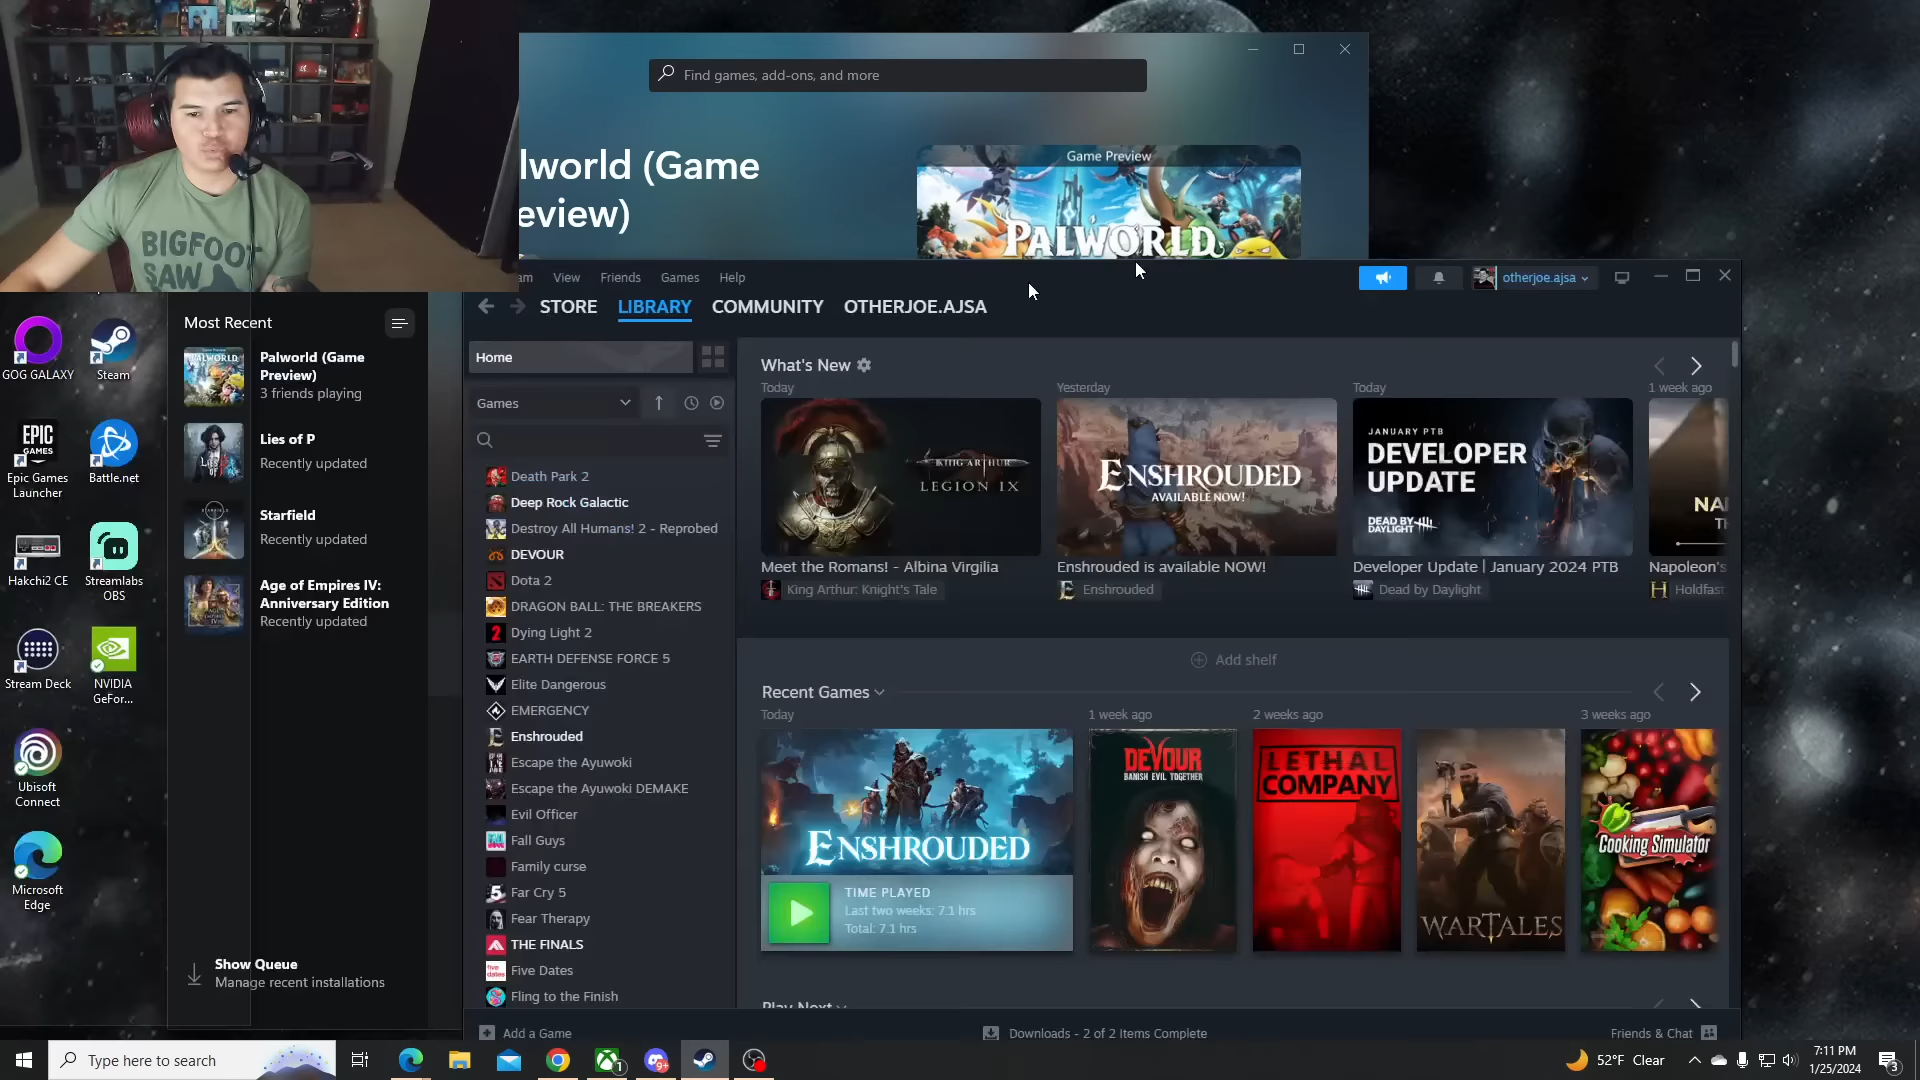 BIGFOOT
SAW
Find games, add-ons, and more
lworld (Game
eview)
Game Preview
PALWORLD
am View Friends Games Help
otherjoe.ajsa
STORE LIBRARY COMMUNITY OTHERJOE.AJSA
GOG GALAXY
Steam
EPIC
GAMES
Epic Games
Launcher
Battle.net
Hakchi2 CE
Streamlabs
OBS
Stream Deck
NVIDIA
GeFor...
Ubisoft
Connect
Microsoft
Edge
Most Recent
PALWORLD
Palworld (Game
Preview)
3 friends playing
LIES OF P
Lies of P
Recently updated
Starfield
Recently updated
Age of Empires IV:
Anniversary Edition
Recently updated
Show Queue
Manage recent installations
Home
Games
Death Park 2
Deep Rock Galactic
Destroy All Humans! 2 - Reprobed
DEVOUR
Dota 2
DRAGON BALL: THE BREAKERS
Dying Light 2
EARTH DEFENSE FORCE 5
Elite Dangerous
EMERGENCY
Enshrouded
Escape the Ayuwoki
Escape the Ayuwoki DEMAKE
Evil Officer
Fall Guys
Family curse
Far Cry 5
Fear Therapy
THE FINALS
Five Dates
Fling to the Finish
What's New
Today
Yesterday
Today
1 week ago
KING ARTHUR
LEGION IX
ENSHROUDED
AVAILABLE NOW!
JANUARY PTB
DEVELOPER
UPDATE
DEAD BY
DAYLIGHT
NA
TH
Meet the Romans! - Albina Virgilia
King Arthur: Knight's Tale
Enshrouded is available NOW!
Enshrouded
Developer Update | January 2024 PTB
Dead by Daylight
Napoleon's
Holdfast
Add shelf
Recent Games
Today
1 week ago
2 weeks ago
3 weeks ago
ENSHROUDED
TIME PLAYED
Last two weeks: 7.1 hrs
Total: 7.1 hrs
DEVOUR
BANISH EVIL TOGETHER
LETHAL
COMPANY
WARTALES
Cooking Simulator
Play Next
Add a Game
Downloads - 2 of 2 Items Complete
Friends & Chat
Type here to search
1
9+
52°F Clear
7:11 PM
1/25/2024
3